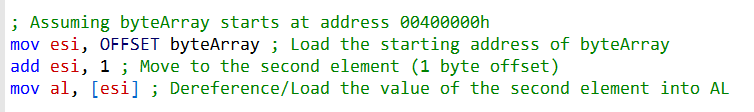 ; Assuming byteArray starts at address 00400000h
mov esi, OFFSET byteArray ; Load the starting address of byteArray
add esi, 1 ; Move to the second element (1 byte offset)
mov al, [esi] ; Dereference/Load the value of the second element into AL